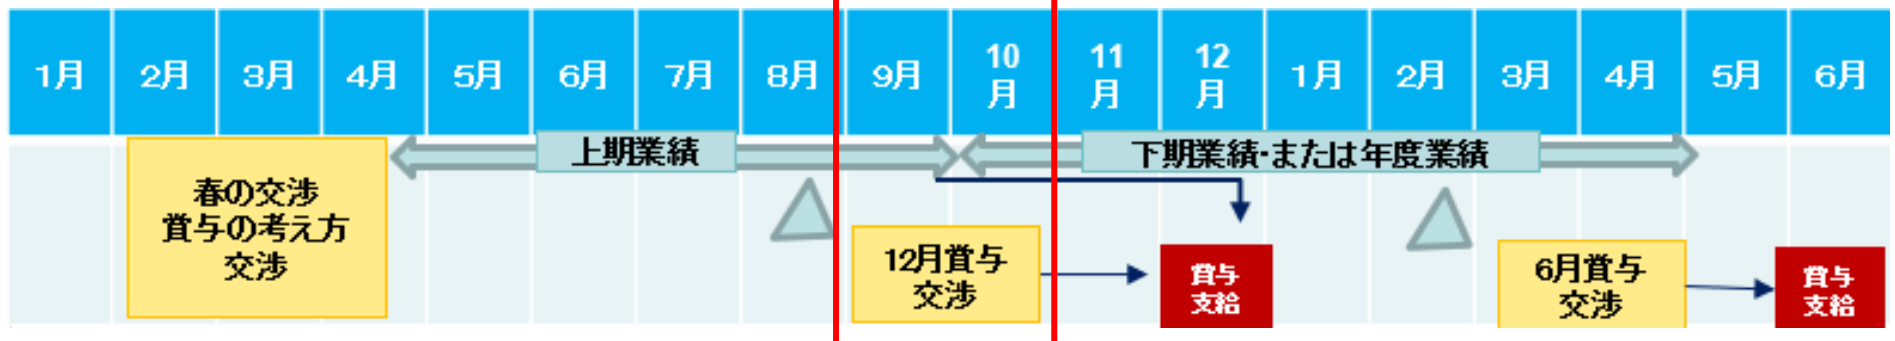 1月
2月
3月
4月
5月
6月
7月
8月
9月
10
月
11
月
12
月
1月
2月
3月
4月
5月
6月
上期業績
下期業績・または年度業績
春の交渉
賞与の考え方
交渉
12月賞与
交渉
賞与
支給
6月賞与
交渉
賞与
支給